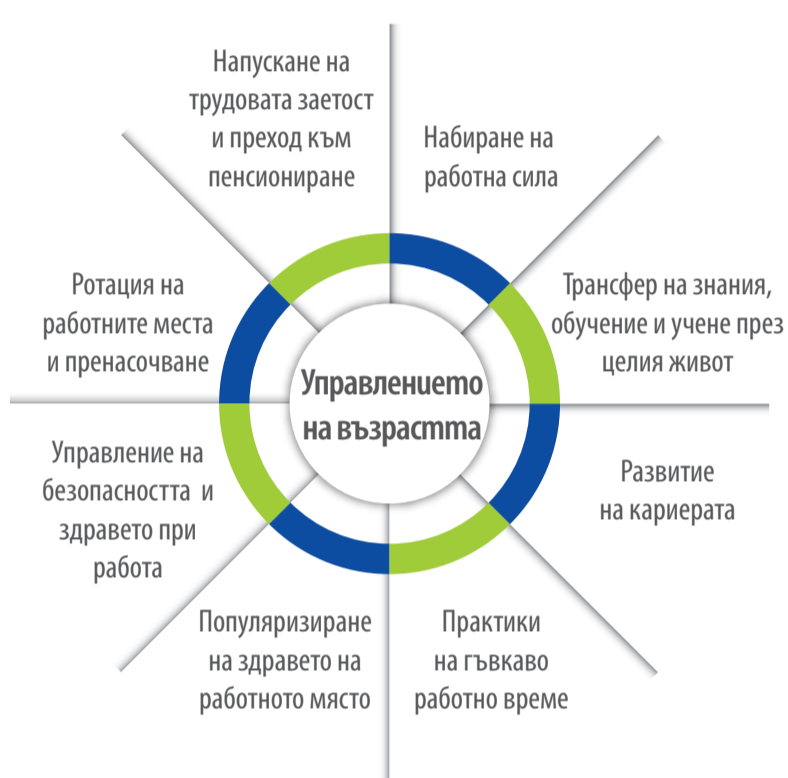 Напускане на
трудовата заетост
и преход към
пенсиониране
Набиране на
работна сила
Трансфер на знания,
обучение и учене през
целия живот
Развитие
на кариерата
Практики
на гъвкаво
работно време
Популяризиране
на здравето на
работното място
Управление на
безопасността и
здравето при
работа
Ротация на
работните места
и пренасочване
Управлението
на възрастта